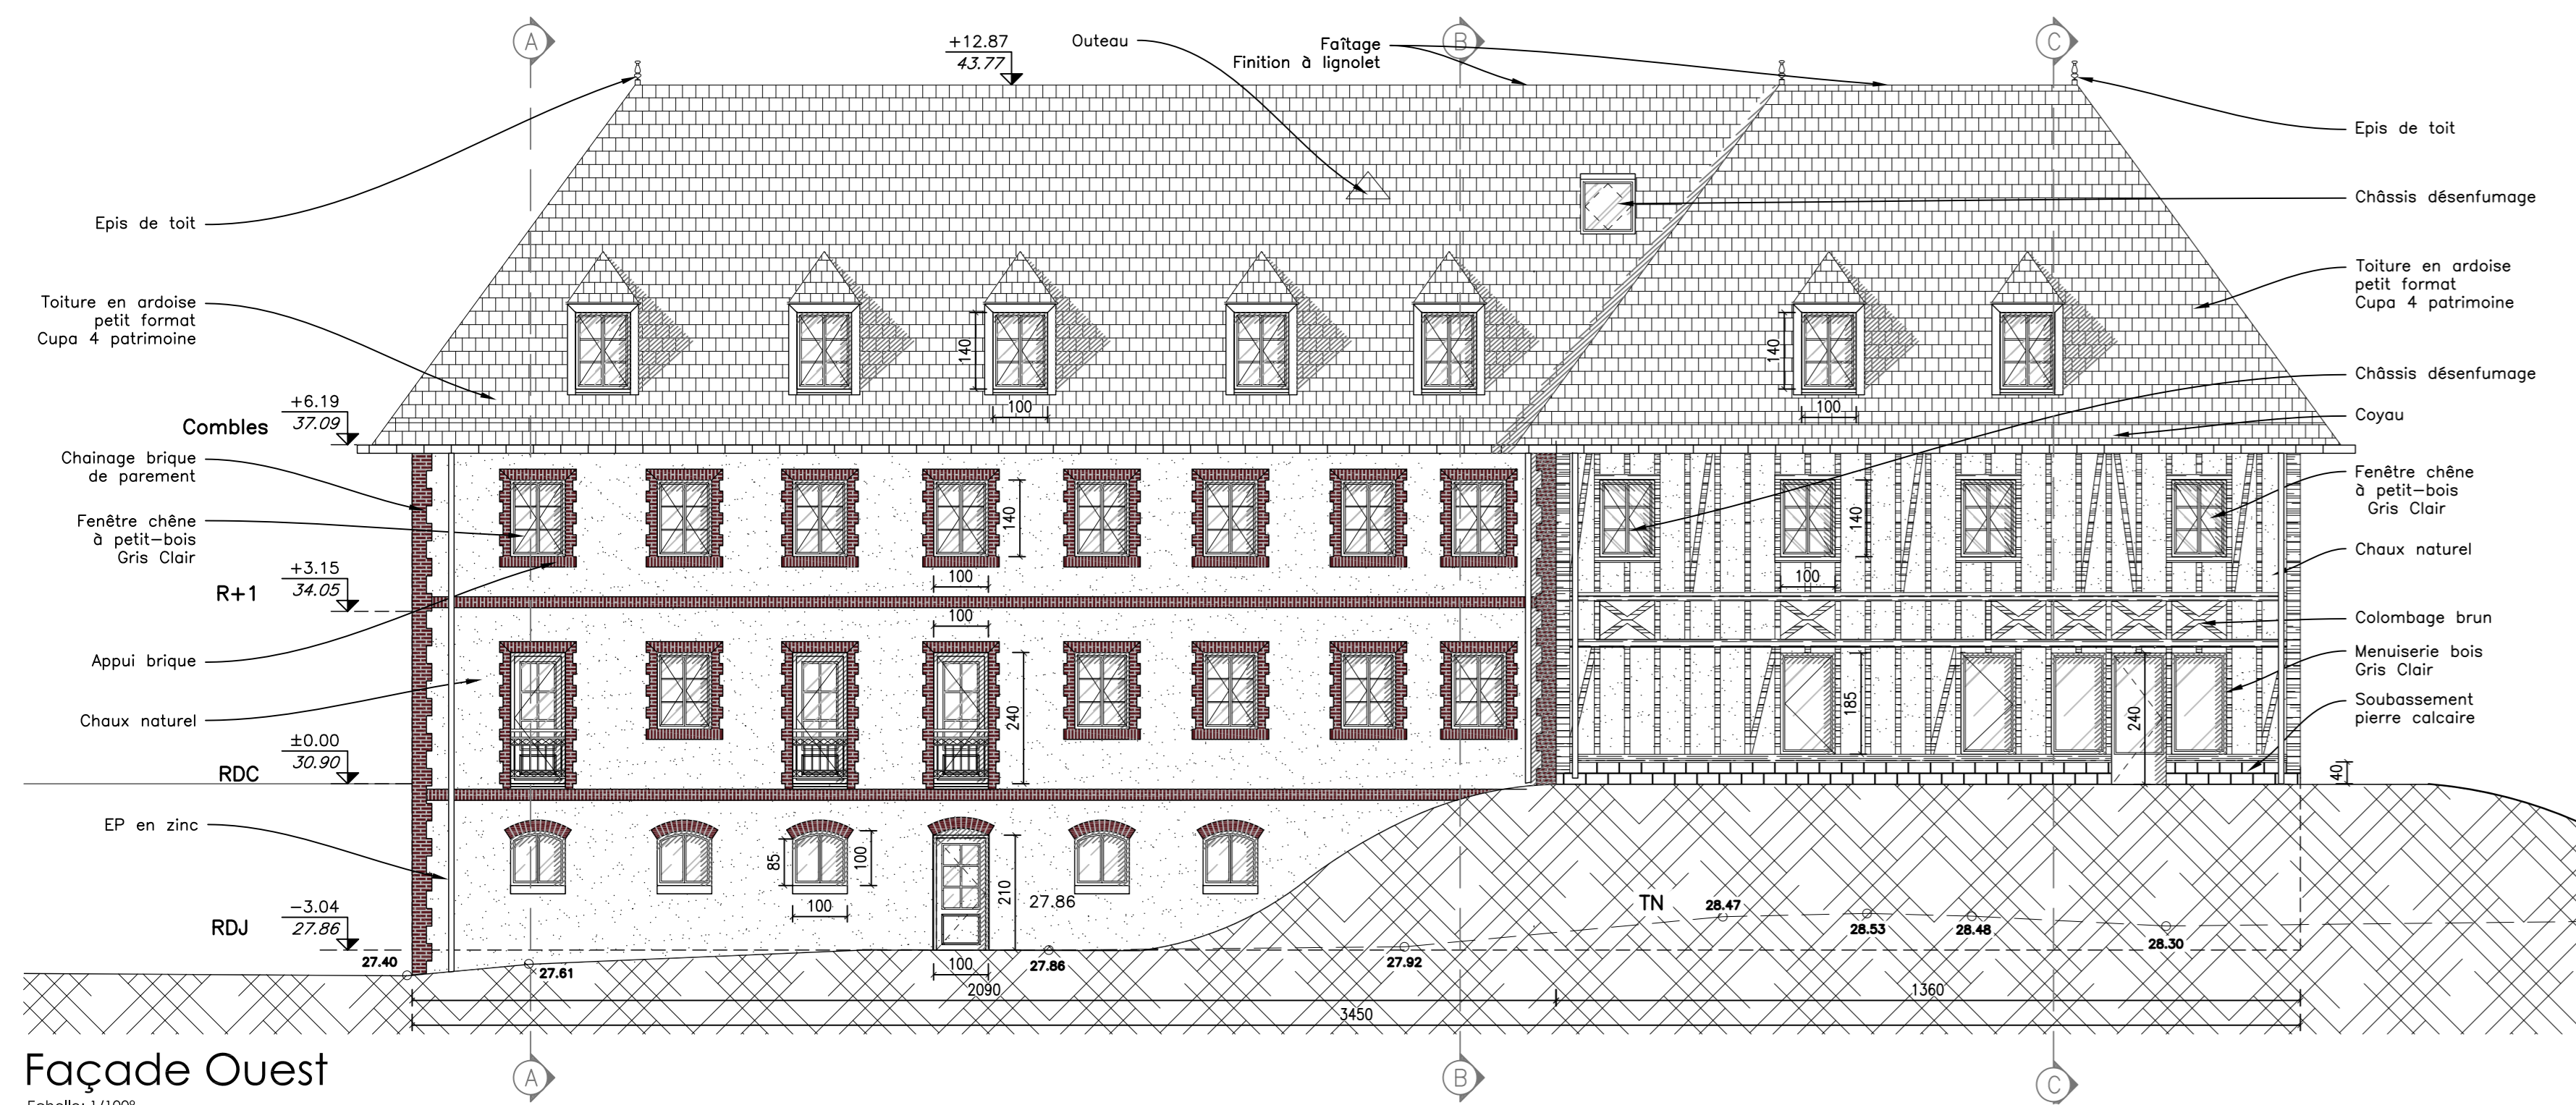 A
B
C
+12.87
43.77
Outeau
Faîtage
Finition à lignolet
Epis de toit
Toiture en ardoise
petit format
Cupa 4 patrimoine
Combles
+6.19
37.09
Chainage brique
de parement
Fenêtre chêne
à petit-bois
Gris Clair
R+1
+3.15
34.05
Appui brique
Chaux naturel
RDC
±0.00
30.90
EP en zinc
RDJ
-3.04
27.86
Epis de toit
Châssis désenfumage
Toiture en ardoise
petit format
Cupa 4 patrimoine
Châssis désenfumage
Coyau
Fenêtre chêne
à petit-bois
Gris Clair
Chaux naturel
Colombage brun
Menuiserie bois
Gris Clair
Soubassement
pierre calcaire
140
100
140
100
140
100
140
100
100
240
185
240
40
85
100
100
210
27.86
100
TN
27.40
27.61
27.86
27.92
28.47
28.53
28.48
28.30
2090
1360
3450
Façade Ouest
A
B
C